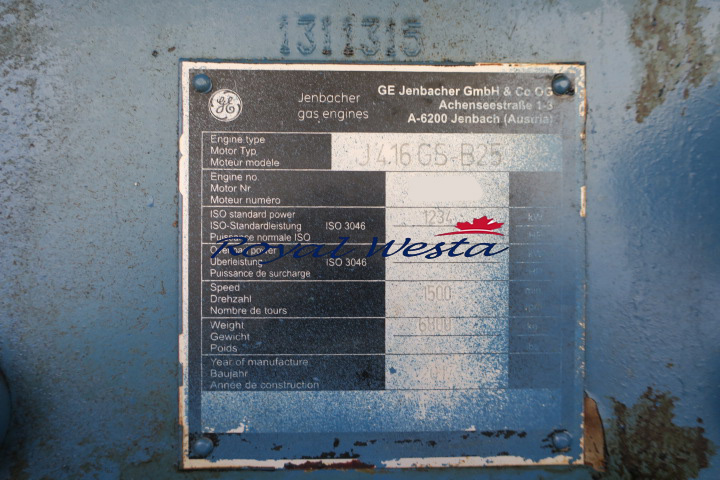 1311315
GE
Jenbacher
gas engines
GE Jenbacher GmbH & Co OG
Achenseestraße 1-3
A-6200 Jenbach (Austria)
Engine type
Motor Typ
Moteur modèle
J 416 GS-B25
Engine no.
Motor Nr
Moteur numéro
ISO standard power
ISO-Standardleistung ISO 3046
Puissance normale ISO
1234 kW
Royal Westa
Überleistung ISO 3046
Puissance de surcharge
Speed
Drehzahl
Nombre de tours
1500
Weight
Gewicht
Poids
Year of manufacture
Baujahr
Année de construction